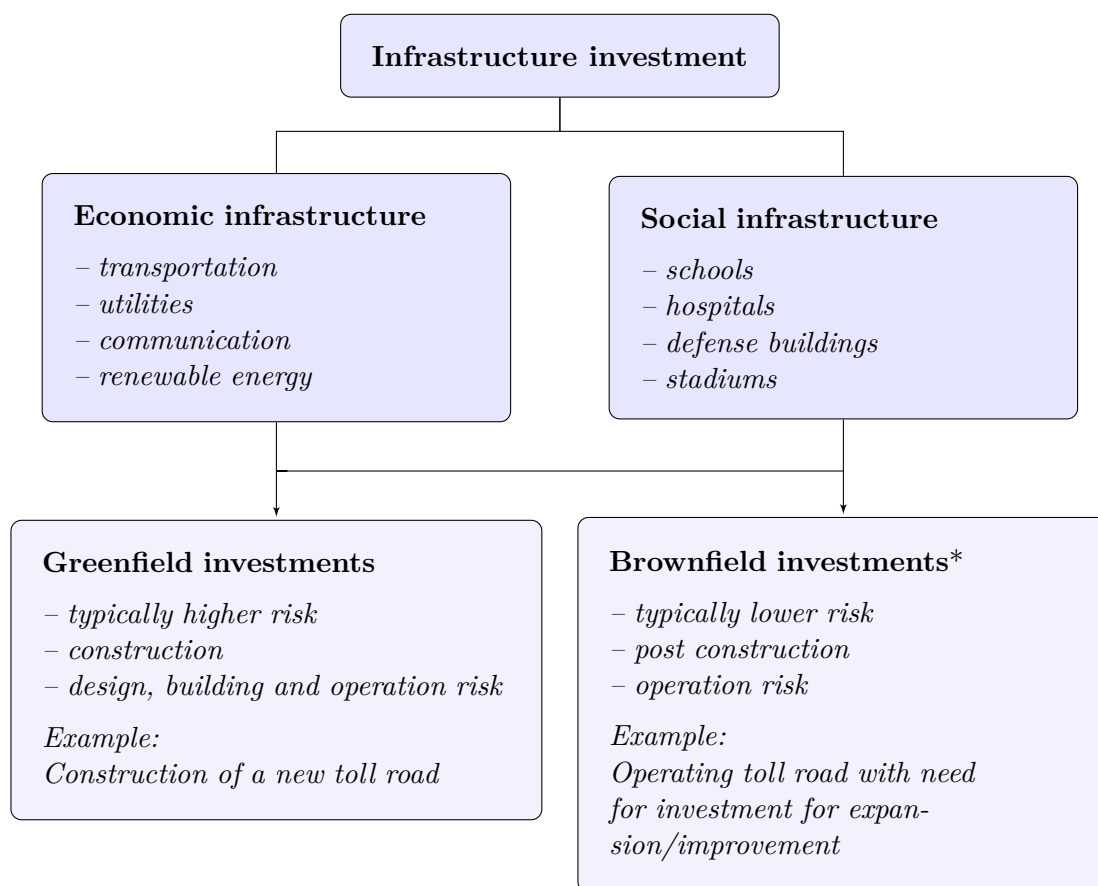 Infrastructure investment
Economic infrastructure
– transportation
– utilities
– communication
– renewable energy
Social infrastructure
– schools
– hospitals
– defense buildings
– stadiums
Greenfield investments
– typically higher risk
– construction
– design, building and operation risk
Example:
Construction of a new toll road
Brownfield investments*
– typically lower risk
– post construction
– operation risk
Example:
Operating toll road with need
for investment for expan-
sion/improvement